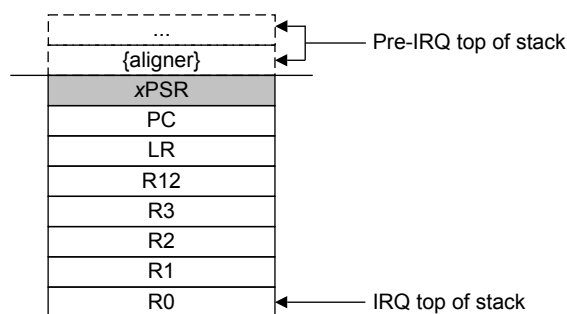 ...
Pre-IRQ top of stack
{aligner}
xPSR
PC
LR
R12
R3
R2
R1
R0
IRQ top of stack